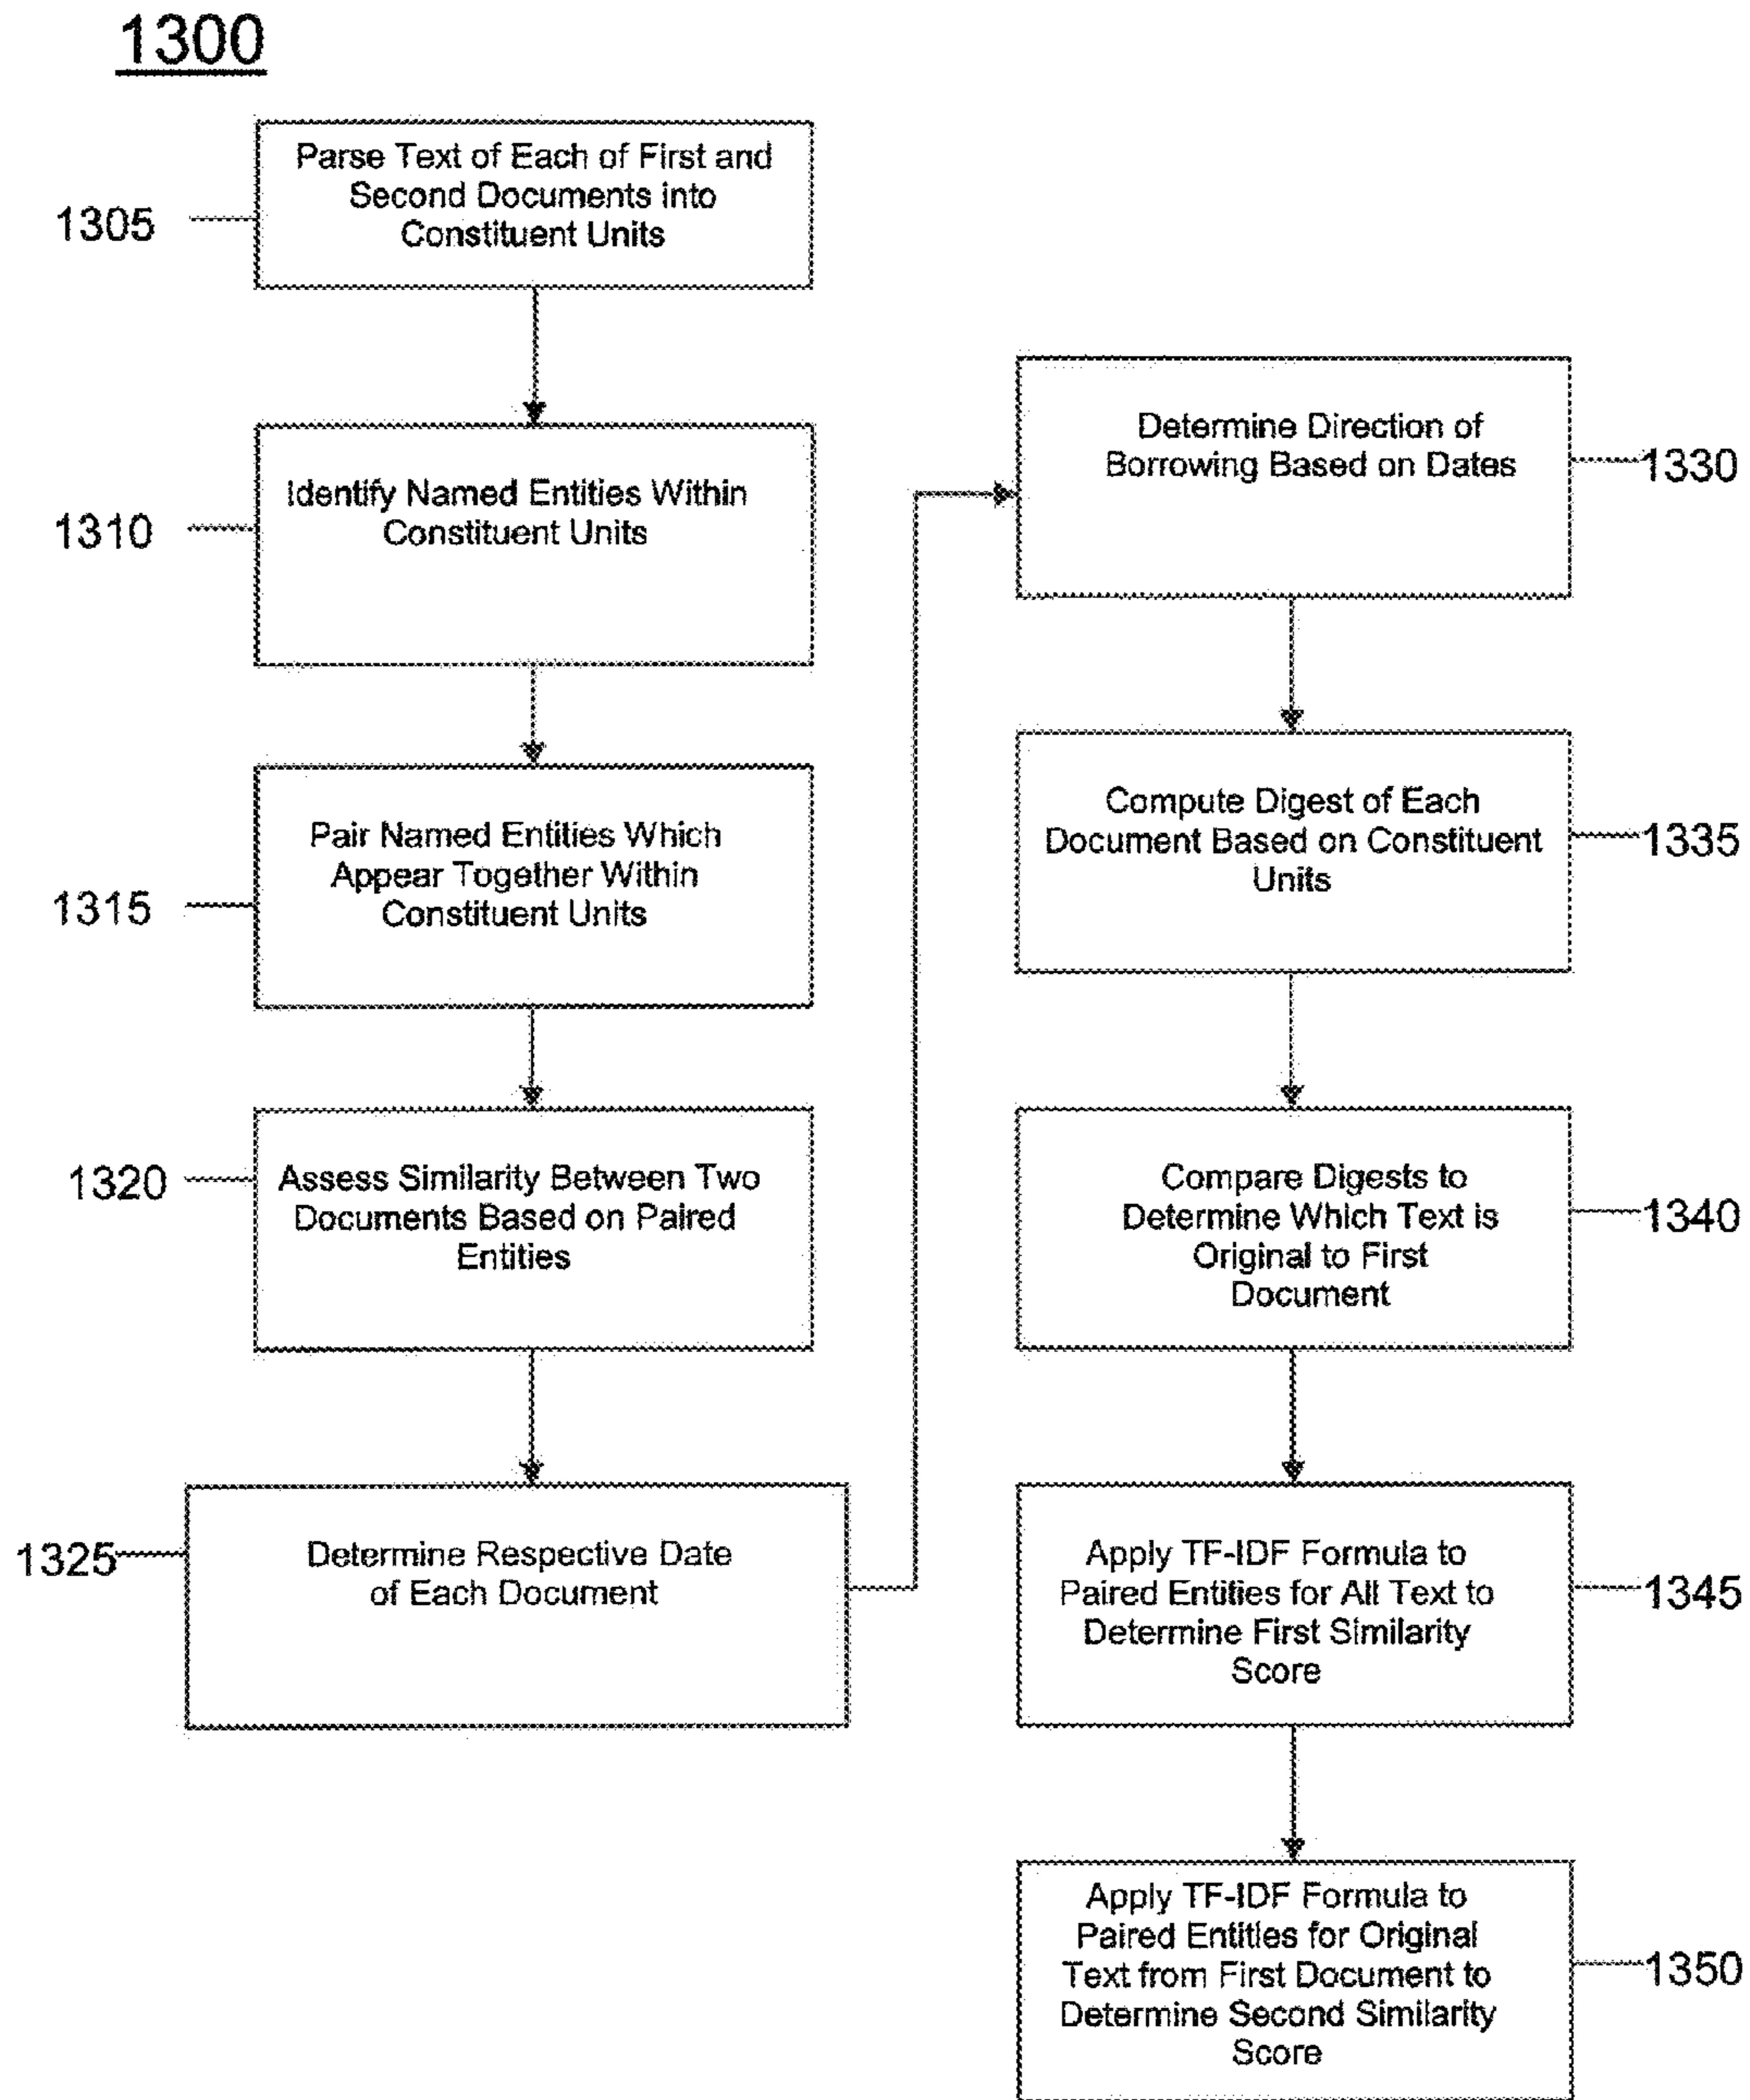 1300
1305
Parse Text of Each of First and
Second Documents into
Constituent Units
1310
Identify Named Entities Within
Constituent Units
1315
Pair Named Entities Which
Appear Together Within
Constituent Units
1320
Assess Similarity Between Two
Documents Based on Paired
Entities
1325
Determine Respective Date
of Each Document
Determine Direction of
Borrowing Based on Dates
1330
Compute Digest of Each
Document Based on Constituent
Units
1335
Compare Digests to
Determine Which Text is
Original to First
Document
1340
Apply TF-IDF Formula to
Paired Entities for All Text to
Determine First Similarity
Score
1345
Apply TF-IDF Formula to
Paired Entities for Original
Text from First Document to
Determine Second Similarity
Score
1350